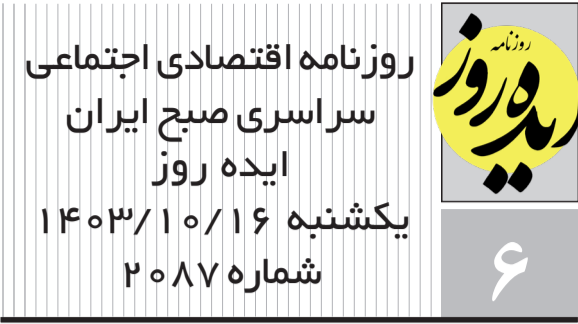 روزنامه اقتصادی اجتماعی
سراسری صبح ایران
ایده روز
یکشنبه ۱۴۰۳/۱۰/۱۶
شماره ۲۰۸۷
روزنامه
ایده روز
۶